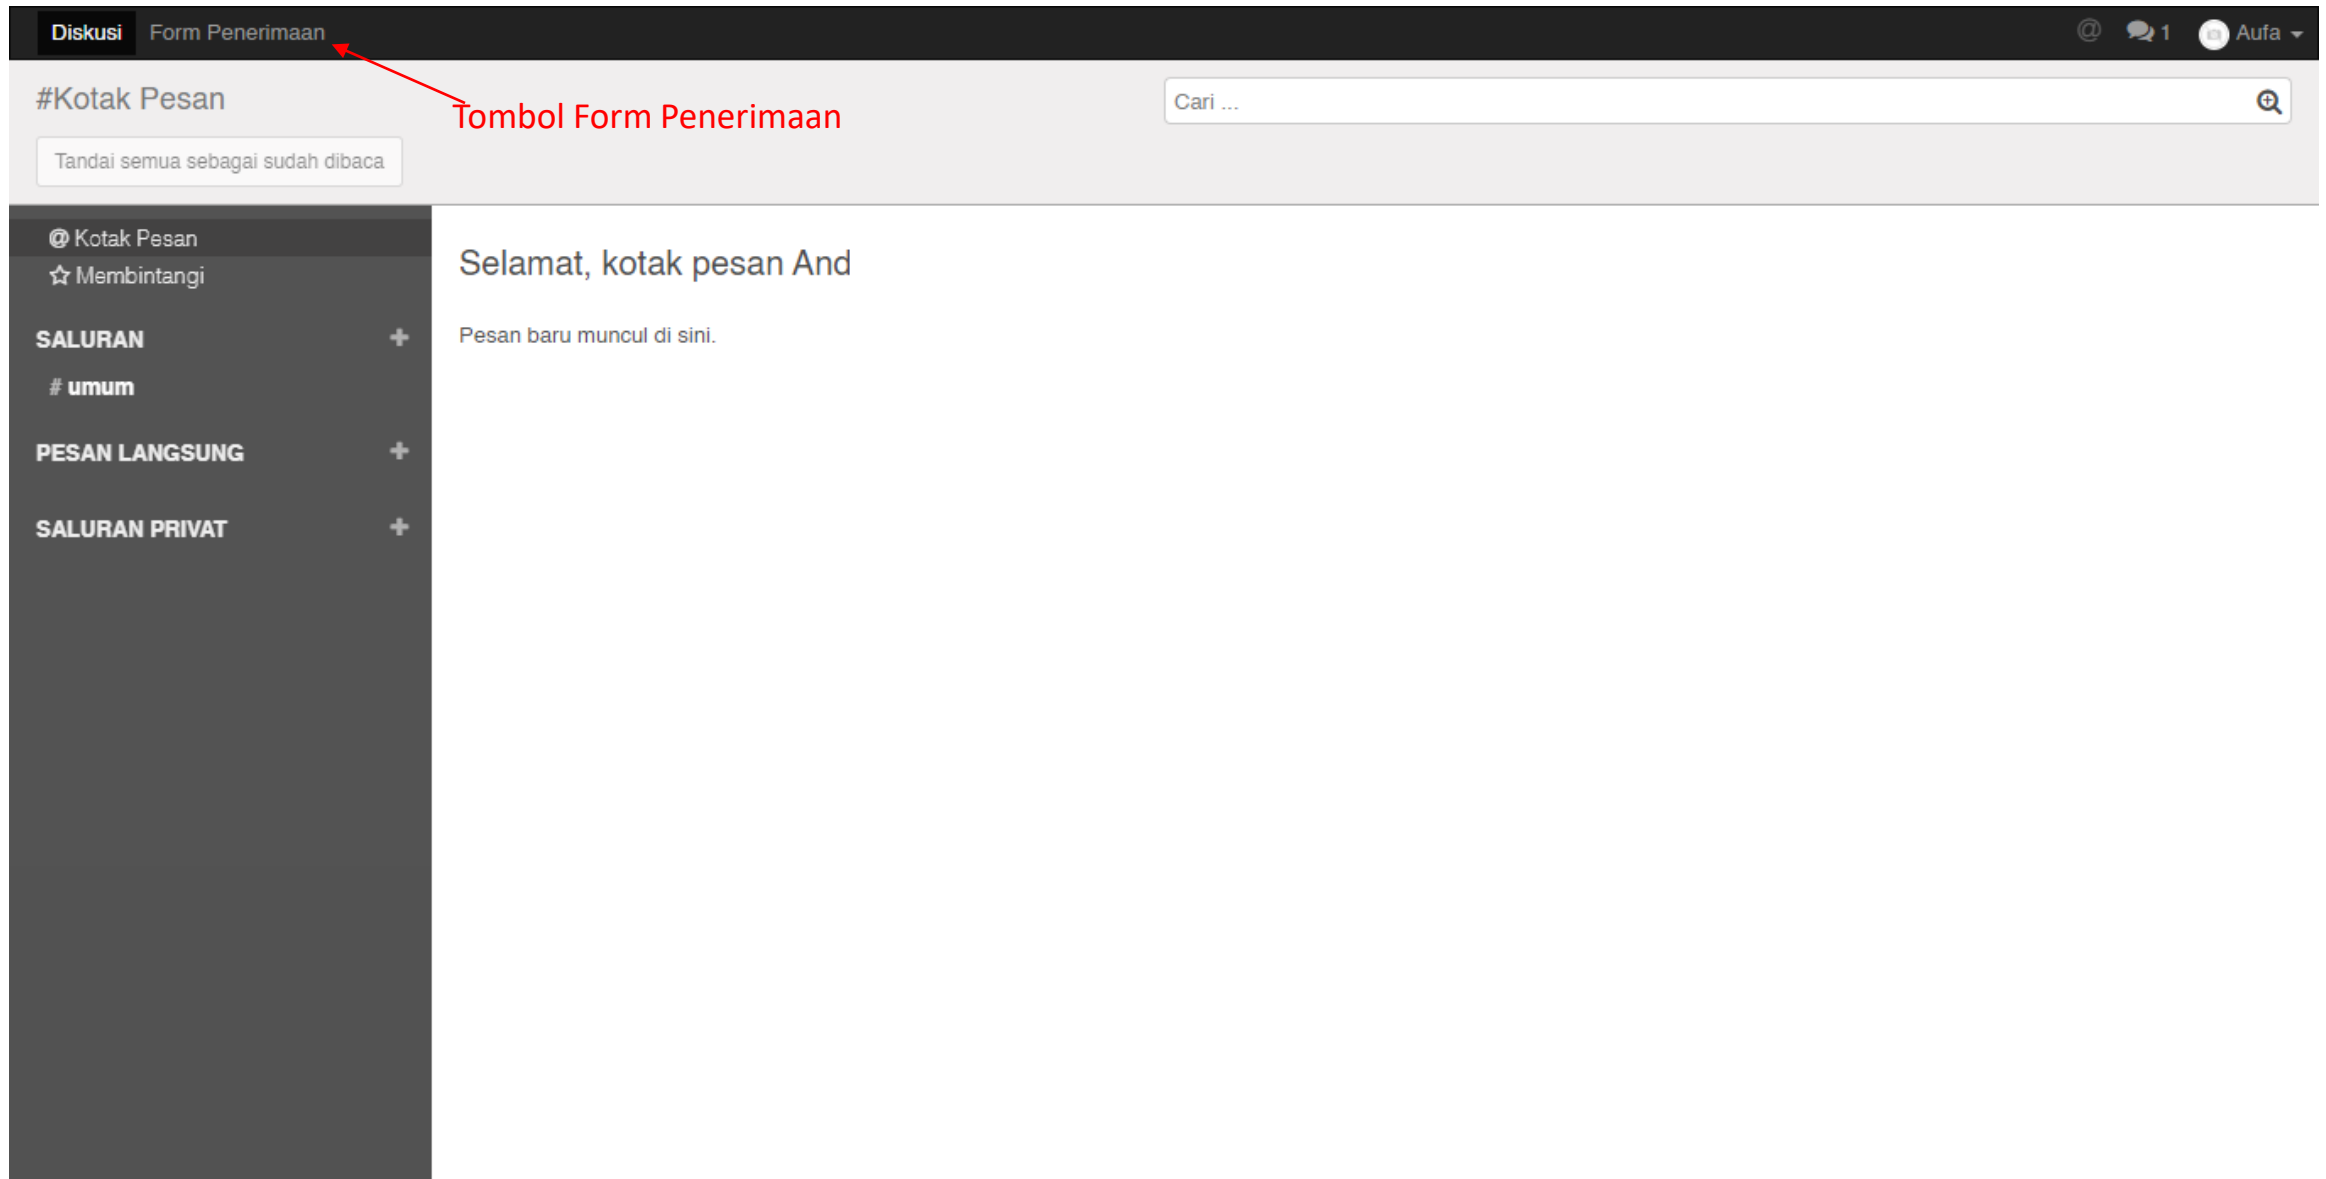 Diskusi Form Penerimaan @ 1 Aufa
#Kotak Pesan
Cari ...
Tombol Form Penerimaan
Tandai semua sebagai sudah dibaca
@ Kotak Pesan
Membintangi
SALURAN +
# umum
PESAN LANGSUNG +
SALURAN PRIVAT +
Selamat, kotak pesan And
Pesan baru muncul di sini.